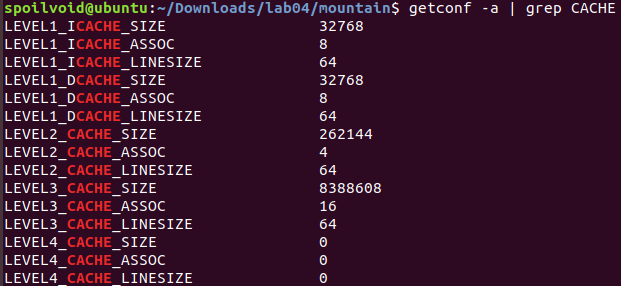 spoilvoid@ubuntu:~/Downloads/lab04/mountain$ getconf -a | grep CACHE
LEVEL1_ICACHE_SIZE 32768
LEVEL1_ICACHE_ASSOC 8
LEVEL1_ICACHE_LINESIZE 64
LEVEL1_DCACHE_SIZE 32768
LEVEL1_DCACHE_ASSOC 8
LEVEL1_DCACHE_LINESIZE 64
LEVEL2_CACHE_SIZE 262144
LEVEL2_CACHE_ASSOC 4
LEVEL2_CACHE_LINESIZE 64
LEVEL3_CACHE_SIZE 8388608
LEVEL3_CACHE_ASSOC 16
LEVEL3_CACHE_LINESIZE 64
LEVEL4_CACHE_SIZE 0
LEVEL4_CACHE_ASSOC 0
LEVEL4_CACHE_LINESIZE 0